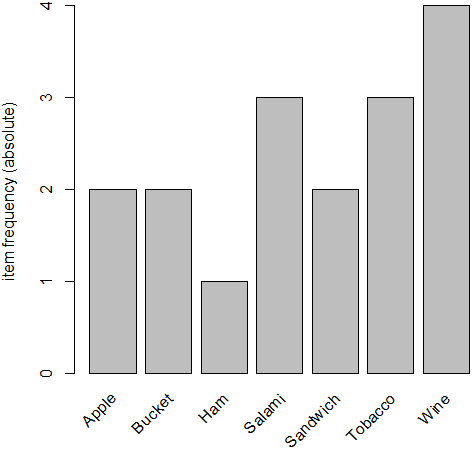 item frequency (absolute)
4
3
2
1
0
Apple
Bucket
Ham
Salami
Sandwich
Tobacco
Wine